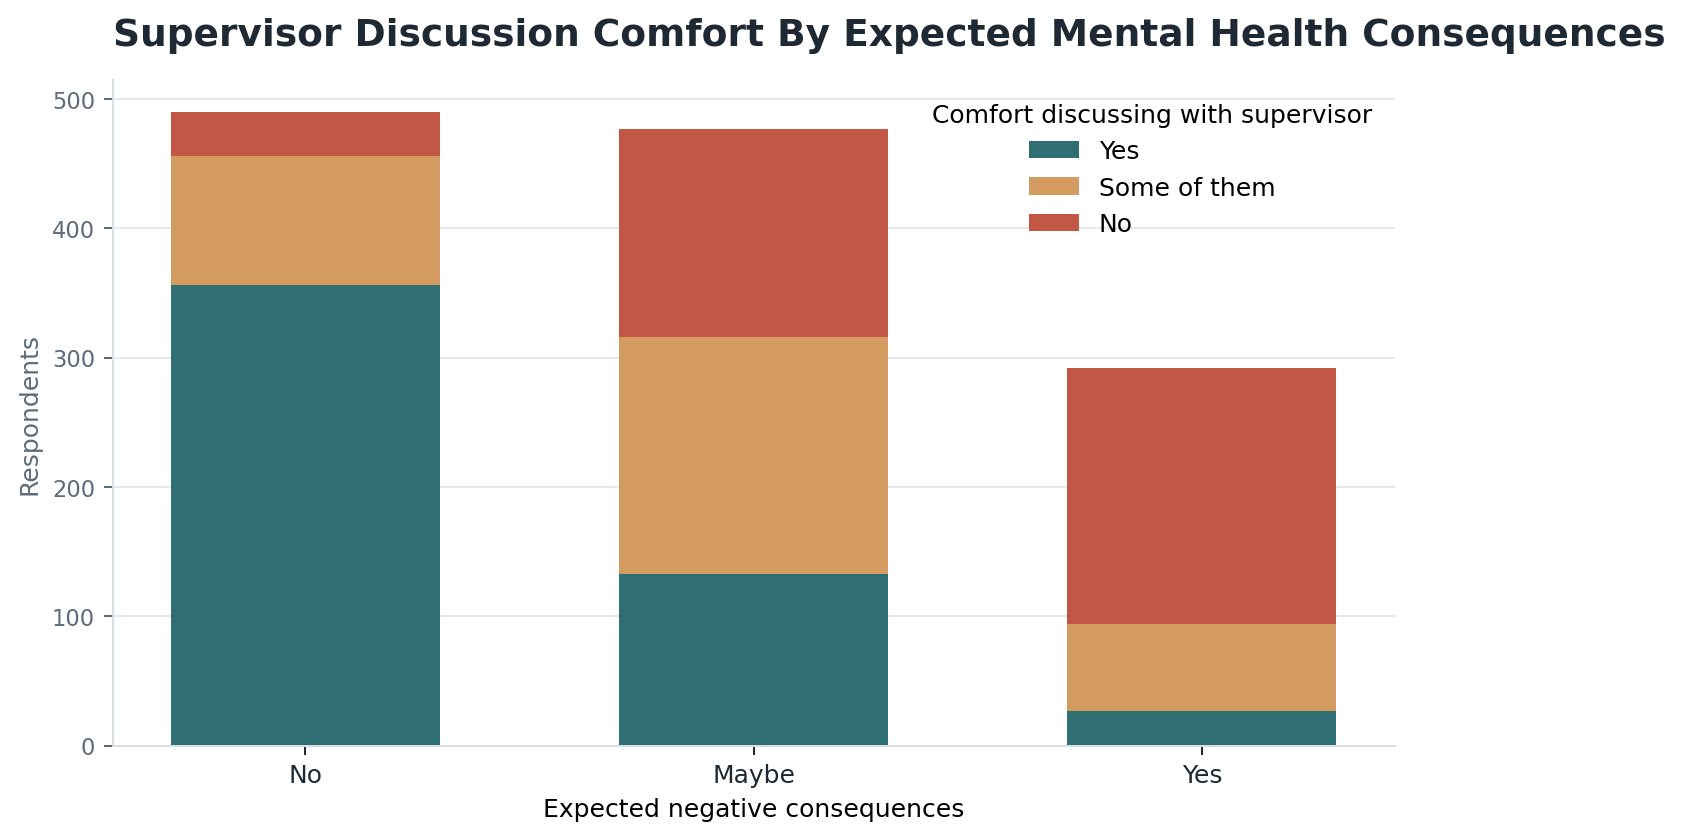 Supervisor Discussion Comfort By Expected Mental Health Consequences
Respondents
500
400
300
200
100
0
Comfort discussing with supervisor
Yes
Some of them
No
No
Maybe
Yes
Expected negative consequences